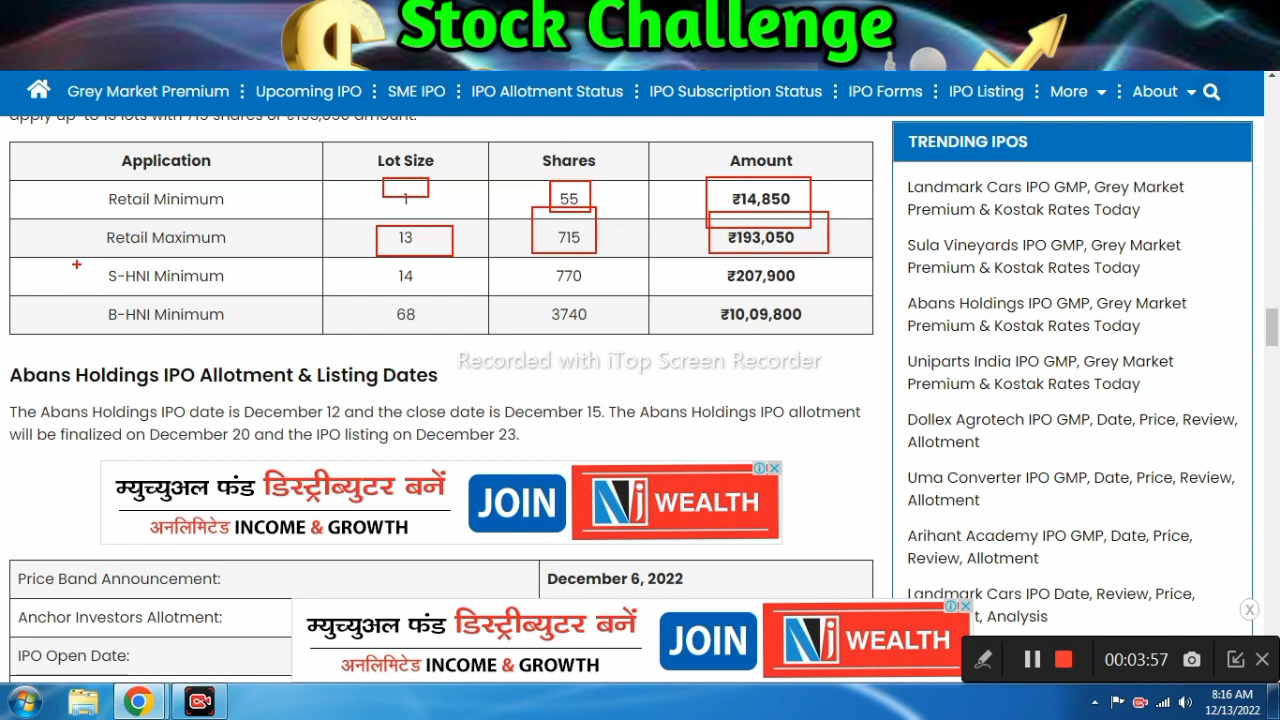 Stock Challenge
Grey Market Premium ⋮ Upcoming IPO ⋮ SME IPO ⋮ IPO Allotment Status ⋮ IPO Subscription Status ⋮ IPO Forms ⋮ IPO Listing ⋮ More ⋮ About
Application Lot Size Shares Amount
Retail Minimum 1 55 ₹14,850
Retail Maximum 13 715 ₹193,050
S-HNI Minimum 14 770 ₹207,900
B-HNI Minimum 68 3740 ₹10,09,800
Recorded with iTop Screen Recorder
Abans Holdings IPO Allotment & Listing Dates
The Abans Holdings IPO date is December 12 and the close date is December 15. The Abans Holdings IPO allotment
will be finalized on December 20 and the IPO listing on December 23.
म्युच्युअल फंड डिस्ट्रीब्युटर बनें
अनलिमिटेड INCOME & GROWTH
JOIN
NJ WEALTH
Price Band Announcement: December 6, 2022
Anchor Investors Allotment:
IPO Open Date:
म्युच्युअल फंड डिस्ट्रीब्युटर बनें
अनलिमिटेड INCOME & GROWTH
JOIN
NJ WEALTH
TRENDING IPOS
Landmark Cars IPO GMP, Grey Market
Premium & Kostak Rates Today
Sula Vineyards IPO GMP, Grey Market
Premium & Kostak Rates Today
Abans Holdings IPO GMP, Grey Market
Premium & Kostak Rates Today
Uniparts India IPO GMP, Grey Market
Premium & Kostak Rates Today
Dollex Agrotech IPO GMP, Date, Price, Review,
Allotment
Uma Converter IPO GMP, Date, Price, Review,
Allotment
Arihant Academy IPO GMP, Date, Price,
Review, Allotment
Landmark Cars IPO Date, Review, Price,
t, Analysis
00:03:57
8:16 AM
12/13/2022